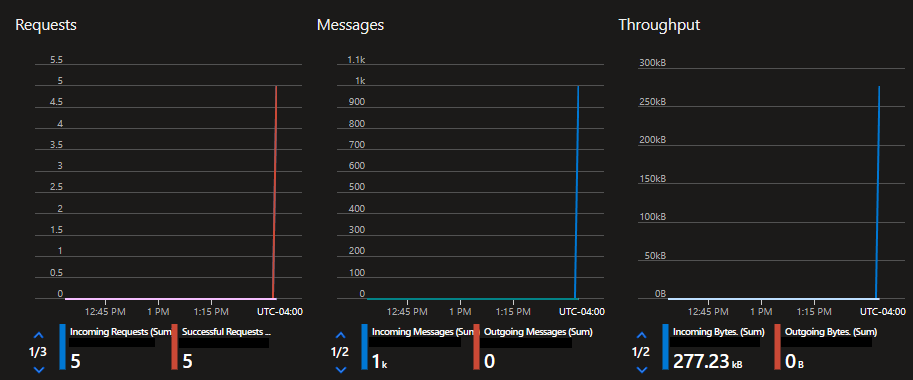 Requests
5.5
5
4.5
4
3.5
3
2.5
2
1.5
1
0.5
0
12:45 PM 1 PM 1:15 PM UTC-04:00
1/3
Incoming Requests (Sum)
5
Successful Requests ...
5
Messages
1.1k
1k
900
800
700
600
500
400
300
200
100
0
12:45 PM 1 PM 1:15 PM UTC-04:00
1/2
Incoming Messages (Sum)
1k
Outgoing Messages (Sum)
0
Throughput
300kB
250kB
200kB
150kB
100kB
50kB
0B
12:45 PM 1 PM 1:15 PM UTC-04:00
1/2
Incoming Bytes. (Sum)
277.23 kB
Outgoing Bytes. (Sum)
0 B